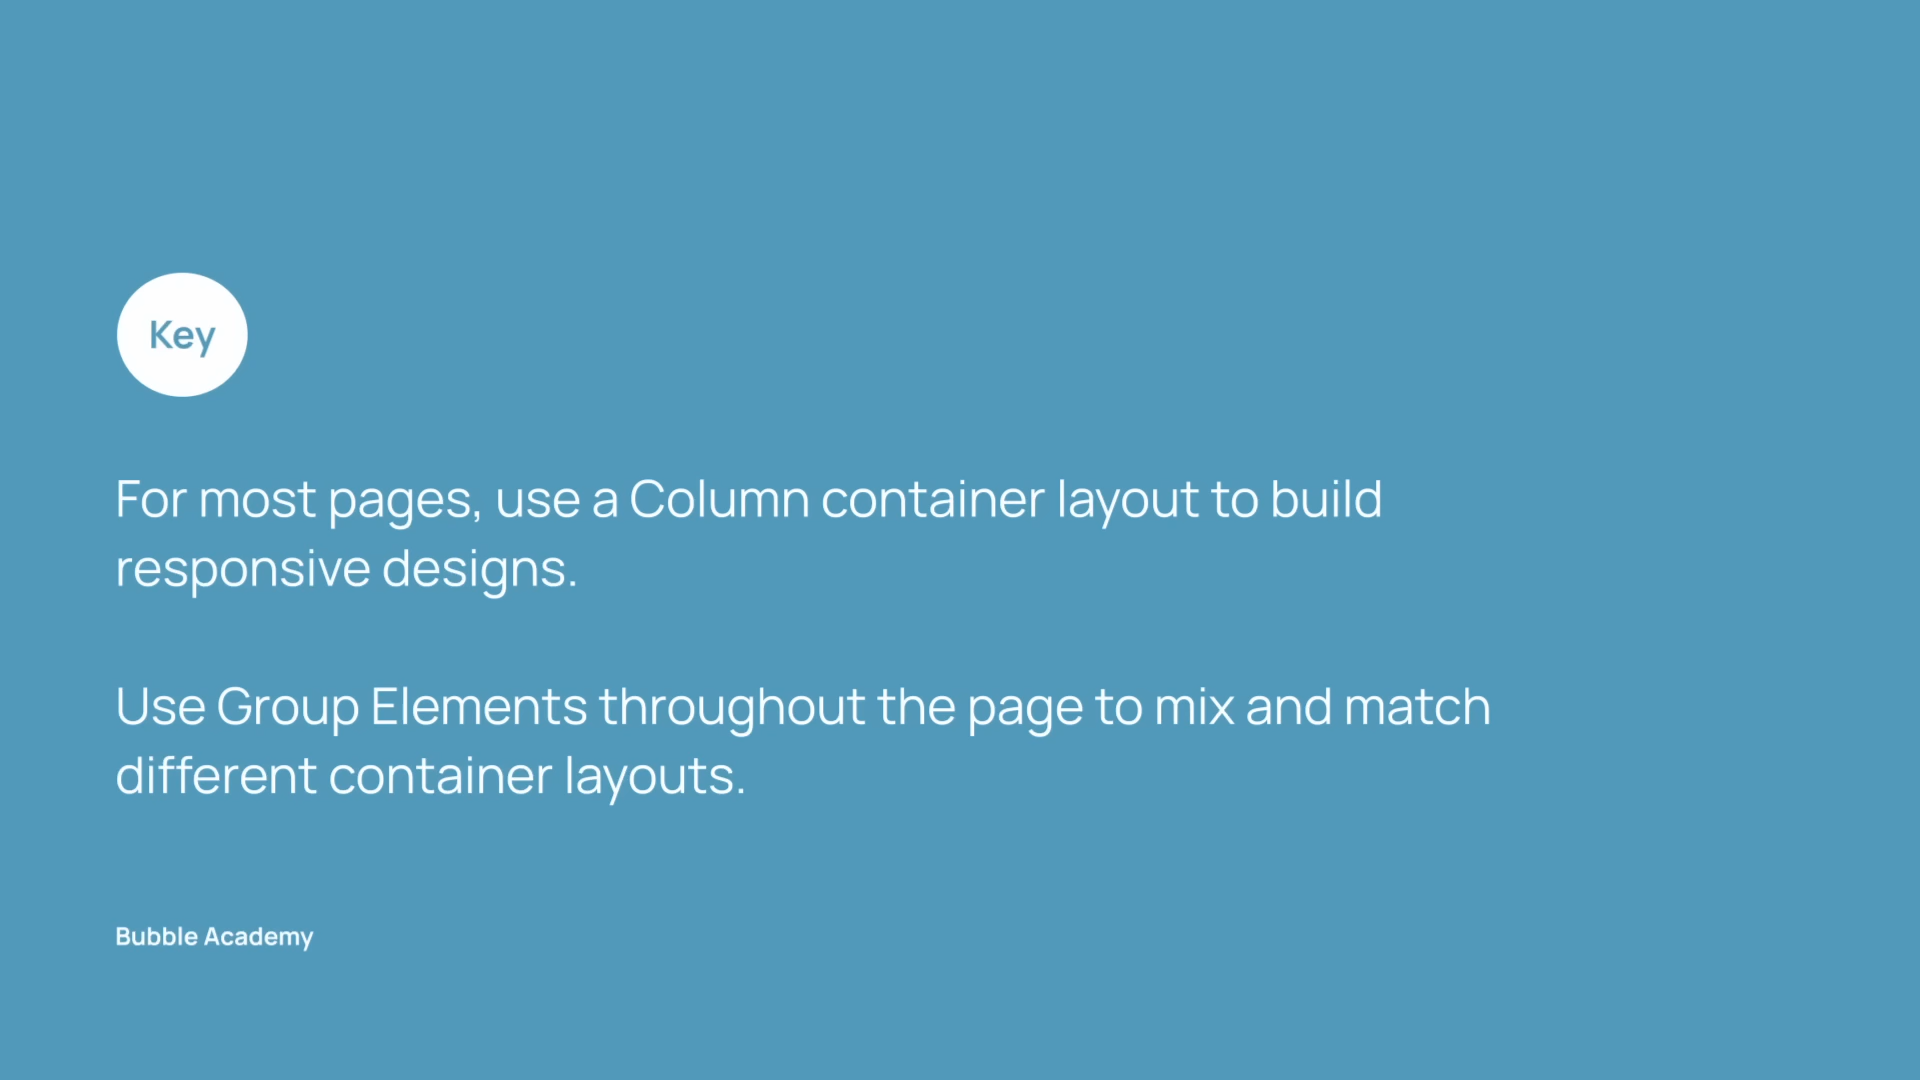 Key
For most pages, use a Column container layout to build
responsive designs.
Use Group Elements throughout the page to mix and match
different container layouts.
Bubble Academy